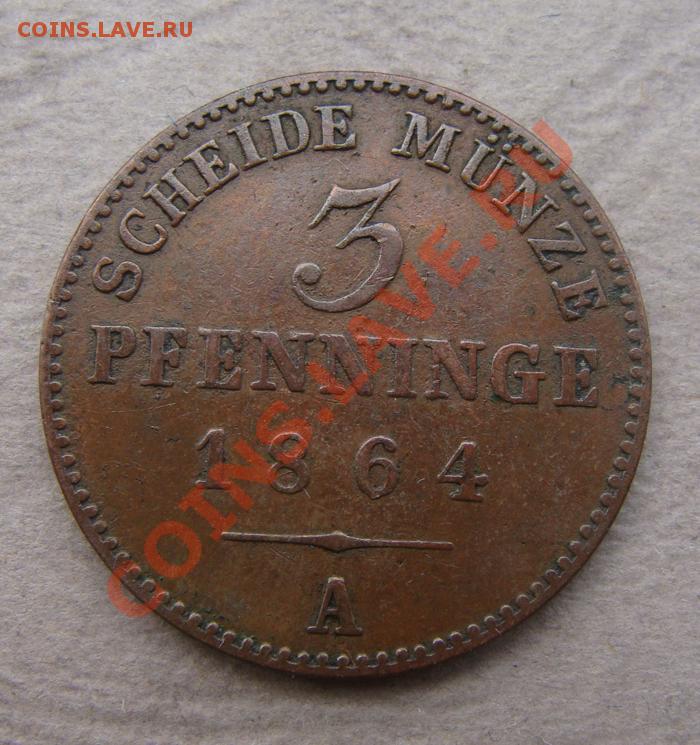 COINS.LAVE.RU
SCHEIDE MÜNZE
3
PFENNINGE
1864
A
COINS.LAVE.RU